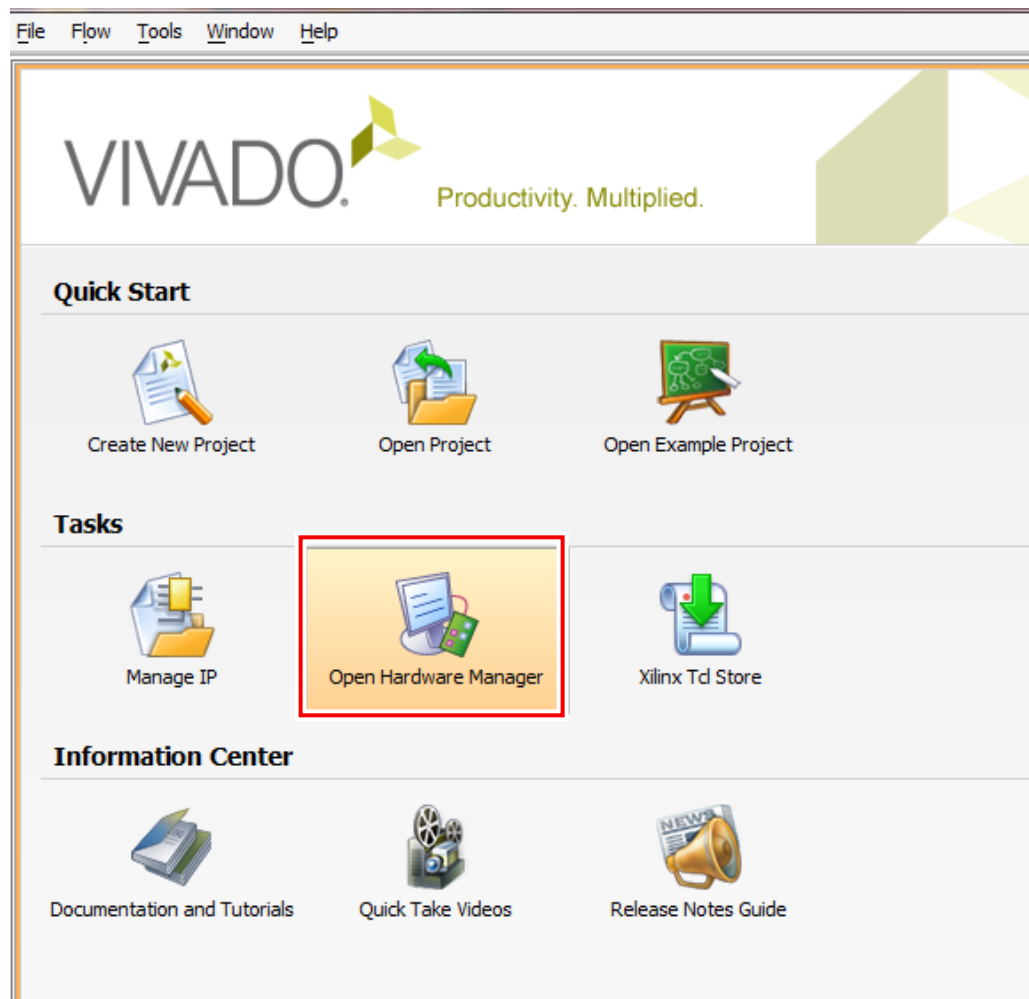 File Flow Tools Window Help
VIVADO.
Productivity. Multiplied.
Quick Start
Create New Project Open Project Open Example Project
Tasks
Manage IP Open Hardware Manager Xilinx Tcl Store
Information Center
NEWS
Documentation and Tutorials Quick Take Videos Release Notes Guide